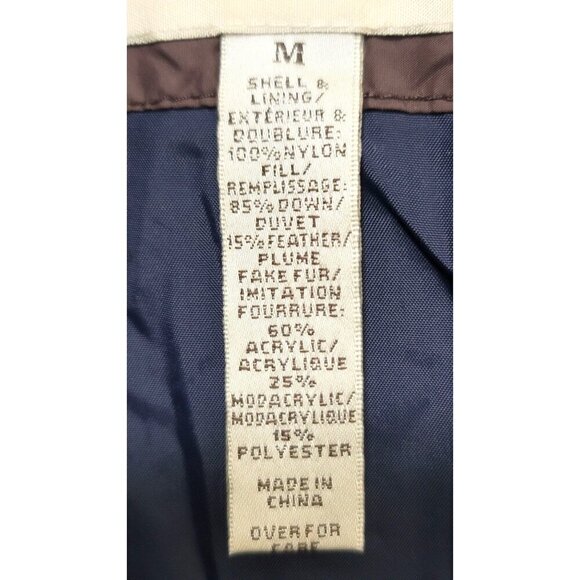 M
SHELL &
LINING/
EXTÉRIEUR &
DOUBLURE:
100% NYLON
FILL/
REMPLISSAGE:
85% DOWN/
DUVET
15% FEATHER/
PLUME
FAKE FUR/
IMITATION
FOURRURE:
60%
ACRYLIC/
ACRYLIQUE
25%
MODACRYLIC/
MODACRYLIQUE
15%
POLYESTER
MADE IN
CHINA
OVER FOR
CARE